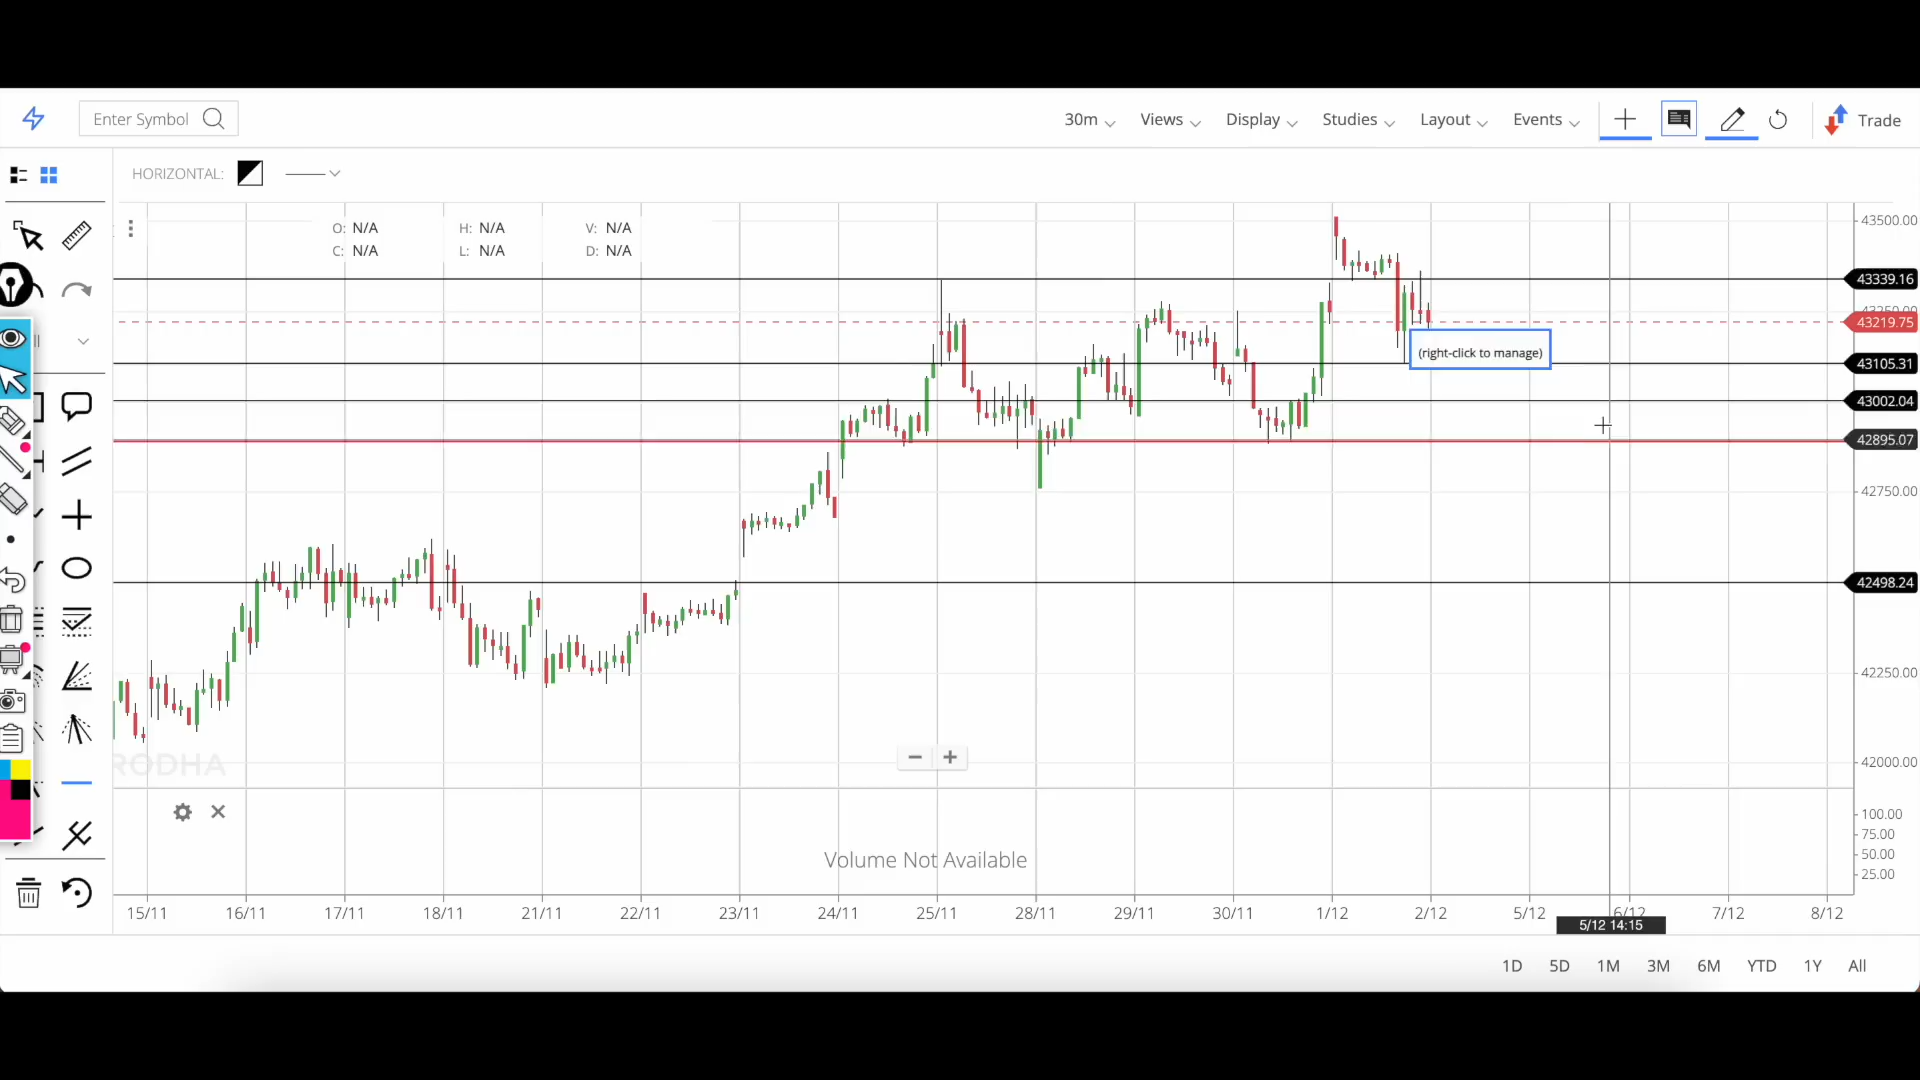 Enter Symbol
30m Views Display Studies Layout Events Trade
HORIZONTAL:
O: N/A H: N/A V: N/A
C: N/A L: N/A D: N/A
43500.00
43339.16
43219.75
(right-click to manage)
43105.31
43002.04
42895.07
42750.00
42498.24
42250.00
RODHA
42000.00
100.00
75.00
50.00
25.00
Volume Not Available
15/11 16/11 17/11 18/11 21/11 22/11 23/11 24/11 25/11 28/11 29/11 30/11 1/12 2/12 5/12 6/12 7/12 8/12
5/12 14:15
1D 5D 1M 3M 6M YTD 1Y All